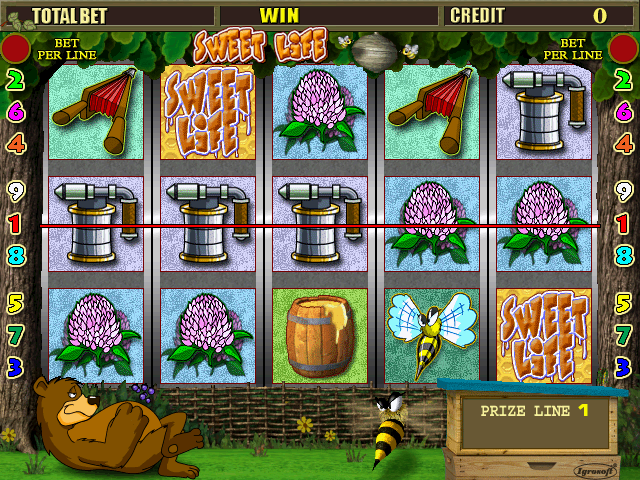 TOTAL BET WIN CREDIT 0
BET PER LINE SWEET LIFE BET PER LINE
2 SWEET LIFE 2
6 6
4 4
9 9
1 1
8 8
5 5
7 SWEET LIFE 7
3 3
PRIZE LINE 1
Igrosoft